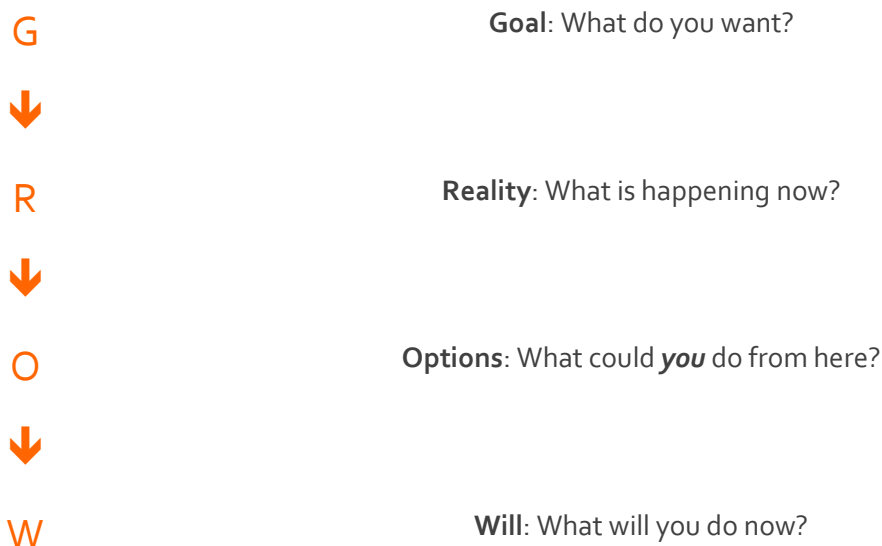 G Goal: What do you want?
R Reality: What is happening now?
O Options: What could you do from here?
W Will: What will you do now?